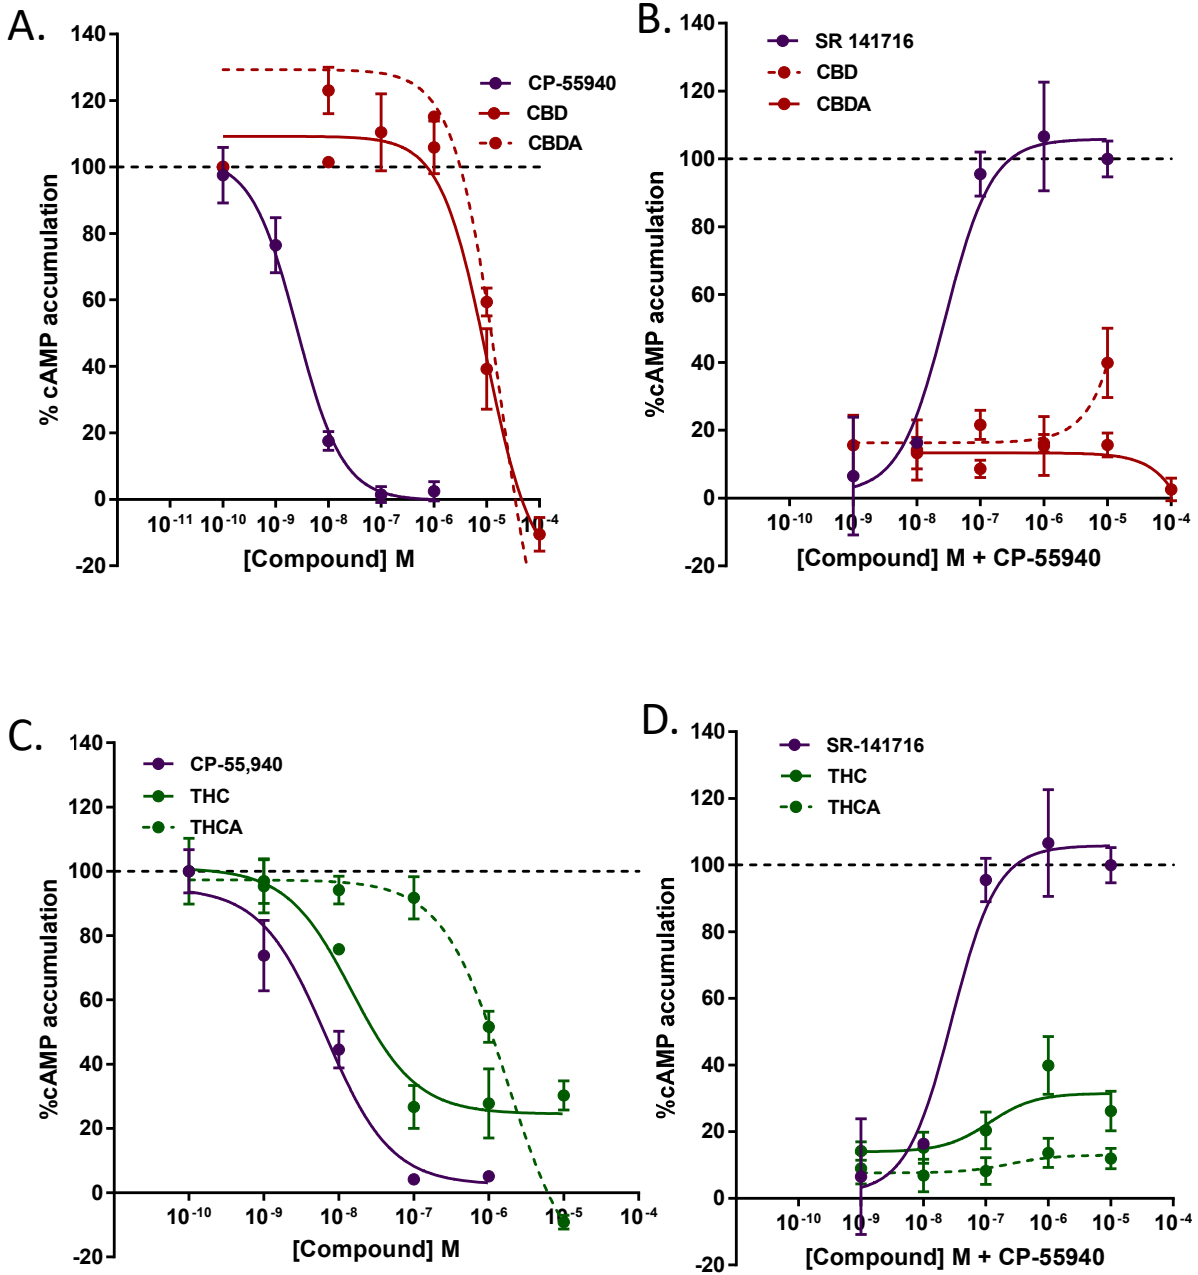 A.
140
120
100
80
60
40
20
0
-20
% cAMP accumulation
CP-55940
CBD
CBDA
10-11 10-10 10-9 10-8 10-7 10-6 10-5 10-4
[Compound] M
B.
140
120
100
80
60
40
20
0
-20
%cAMP accumulation
SR 141716
CBD
CBDA
10-10 10-9 10-8 10-7 10-6 10-5 10-4
[Compound] M + CP-55940
C.
140
120
100
80
60
40
20
0
-20
%cAMP accumulation
CP-55,940
THC
THCA
10-10 10-9 10-8 10-7 10-6 10-5 10-4
[Compound] M
D.
140
120
100
80
60
40
20
0
-20
%cAMP accumulation
SR-141716
THC
THCA
10-10 10-9 10-8 10-7 10-6 10-5 10-4
[Compound] M + CP-55940